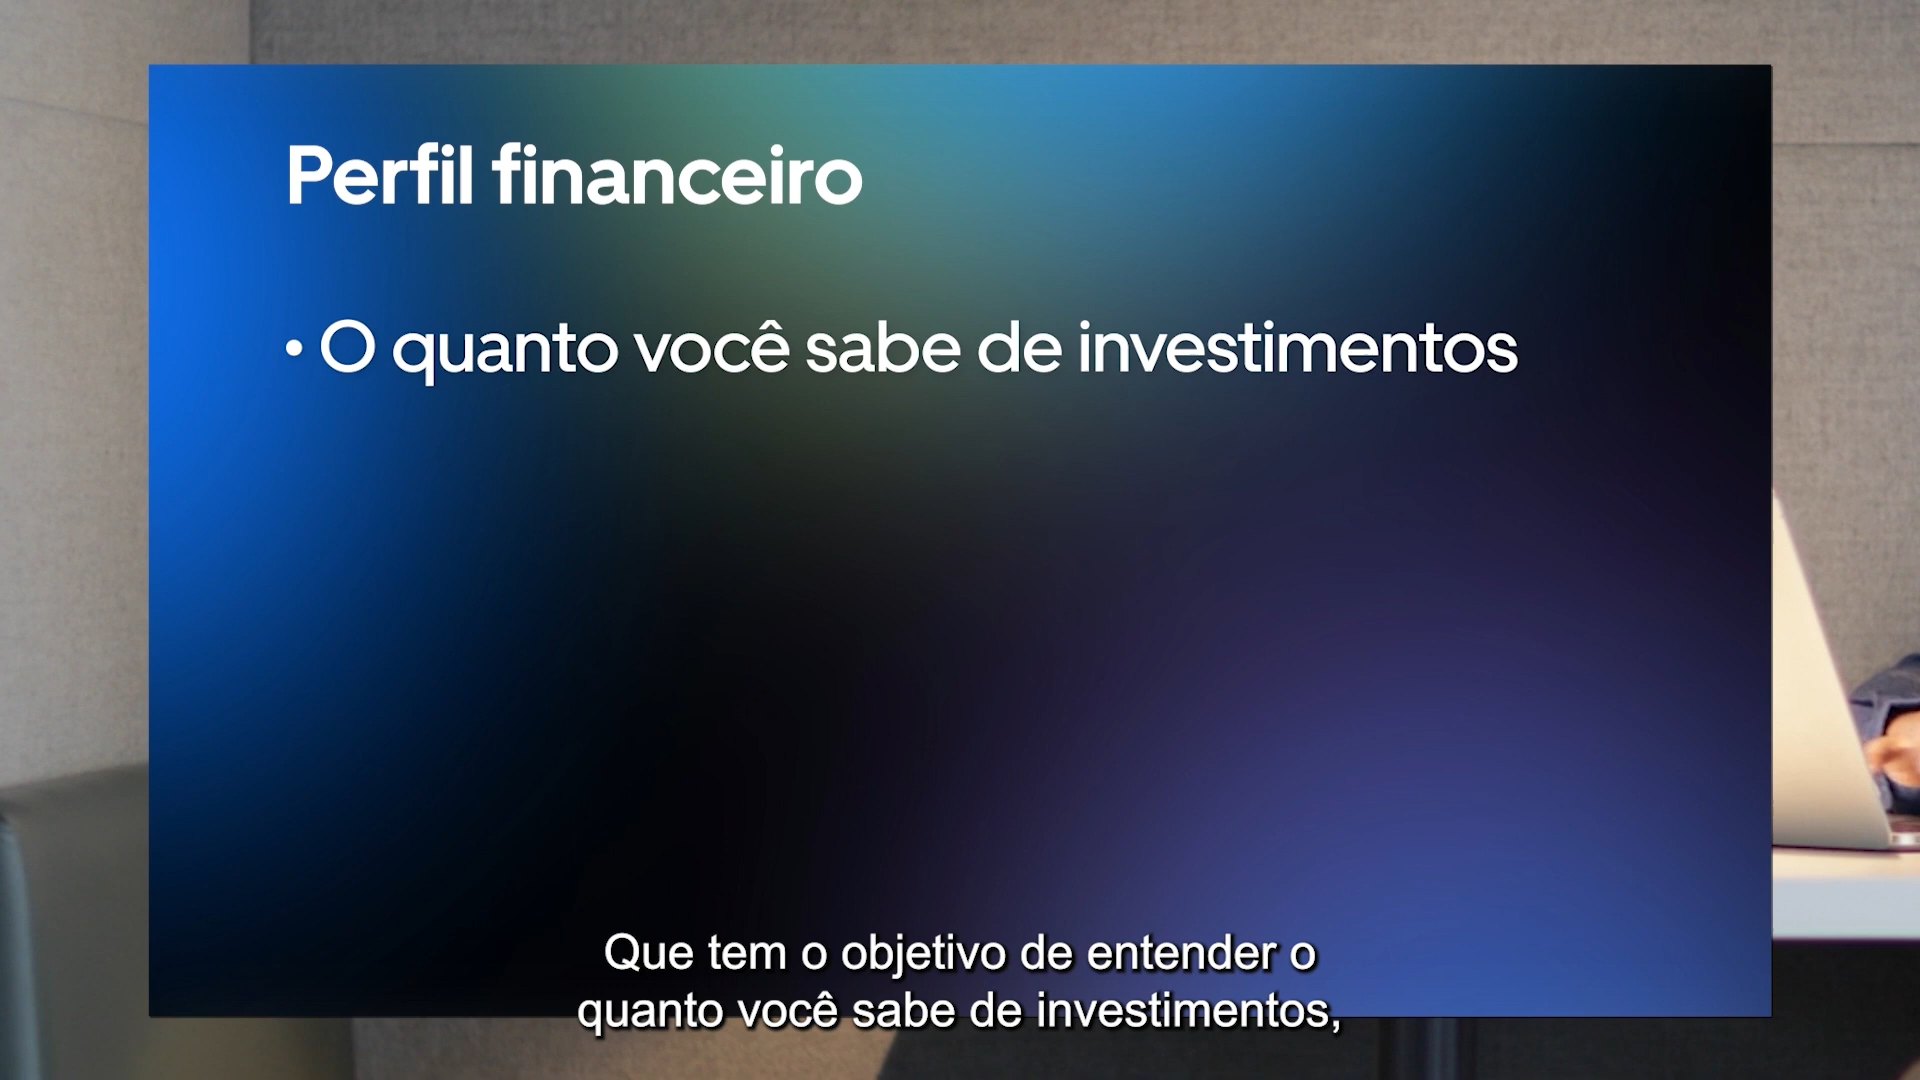 Perfil financeiro
• O quanto você sabe de investimentos
Que tem o objetivo de entender o
quanto você sabe de investimentos,